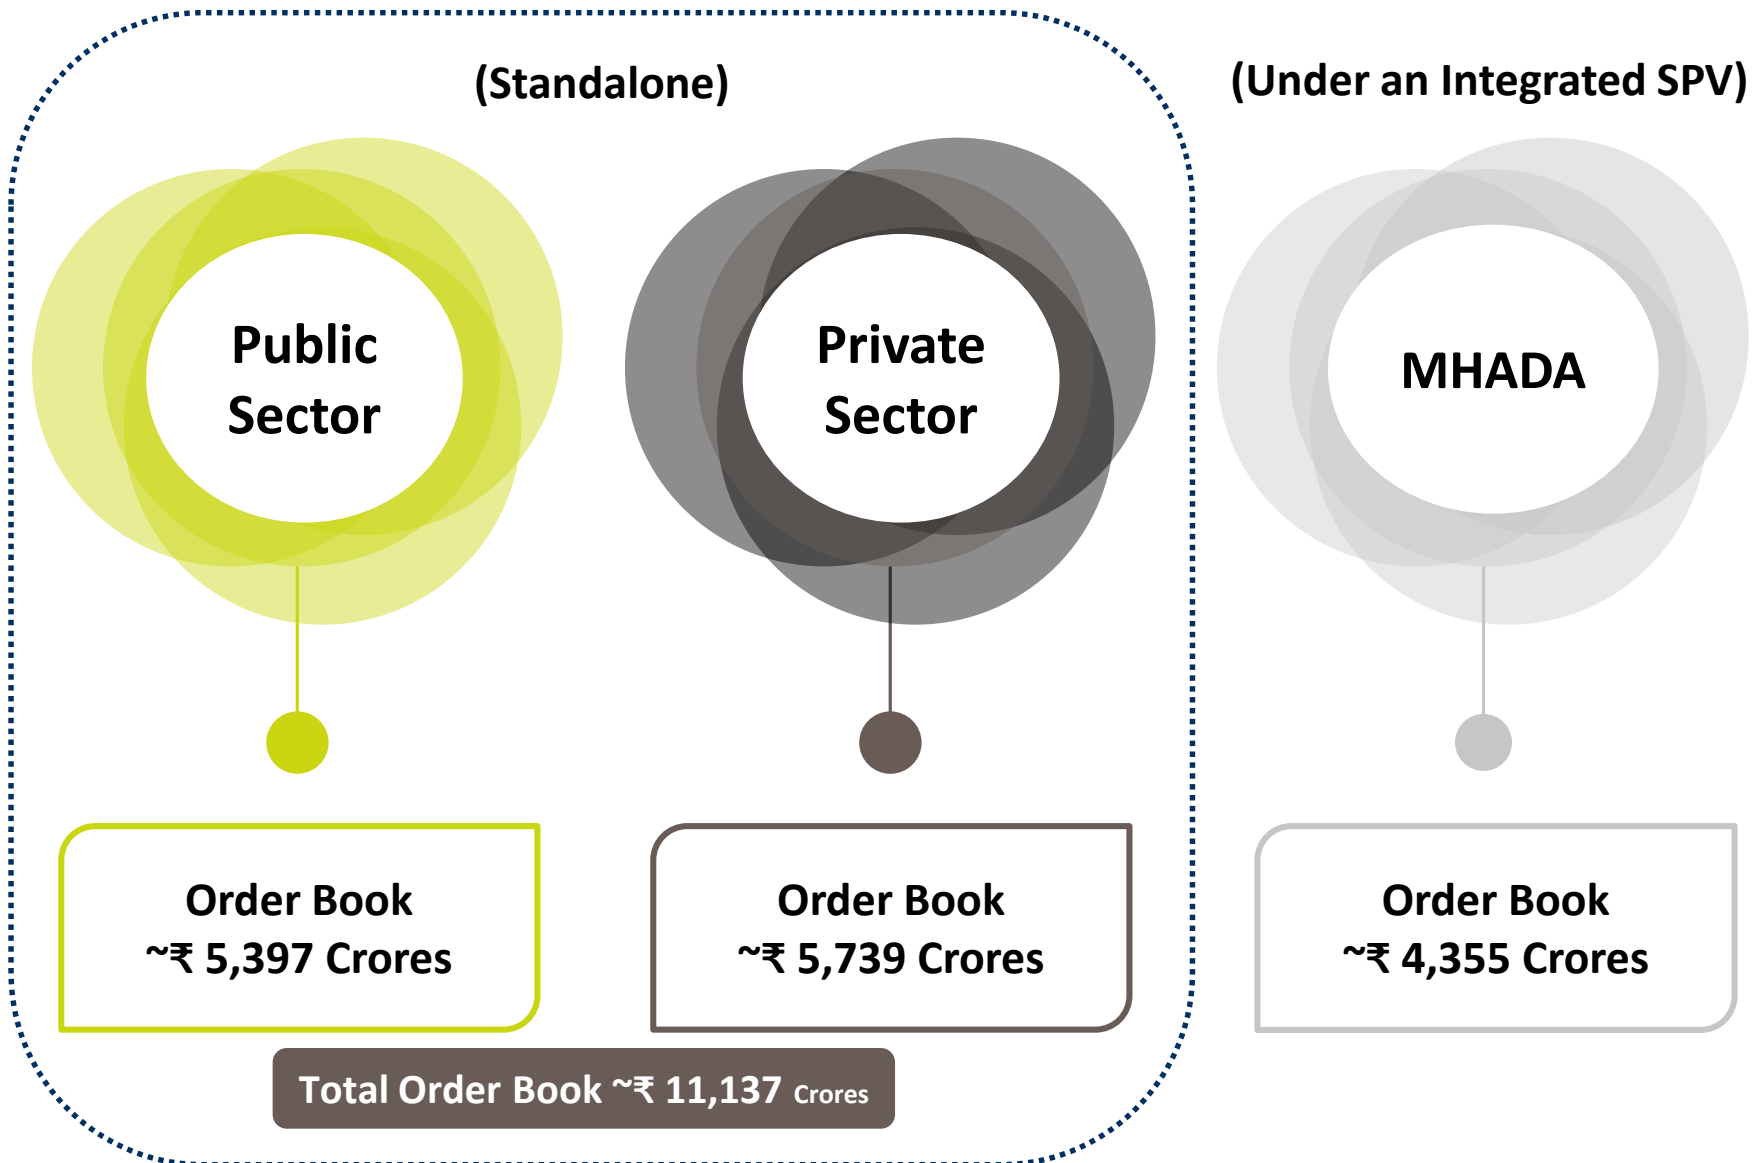 (Standalone)
(Under an Integrated SPV)
Public
Sector
Private
Sector
MHADA
Order Book
~₹ 5,397 Crores
Order Book
~₹ 5,739 Crores
Order Book
~₹ 4,355 Crores
Total Order Book ~₹ 11,137 Crores